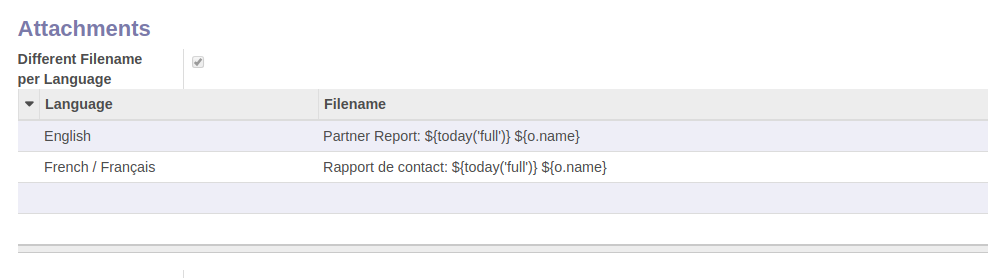 Attachments
Different Filename
per Language
Language Filename
English Partner Report: ${today('full')} ${o.name}
French / Français Rapport de contact: ${today('full')} ${o.name}